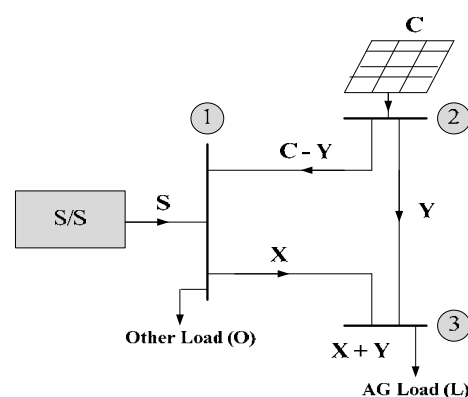 C
1
2
C - Y
S/S
S
Y
X
Other Load (O)
3
X + Y
AG Load (L)